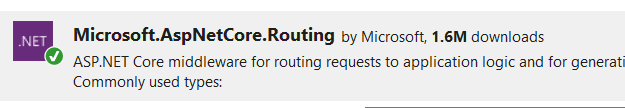 .NET
Microsoft.AspNetCore.Routing by Microsoft, 1.6M downloads
ASP.NET Core middleware for routing requests to application logic and for generati
Commonly used types: